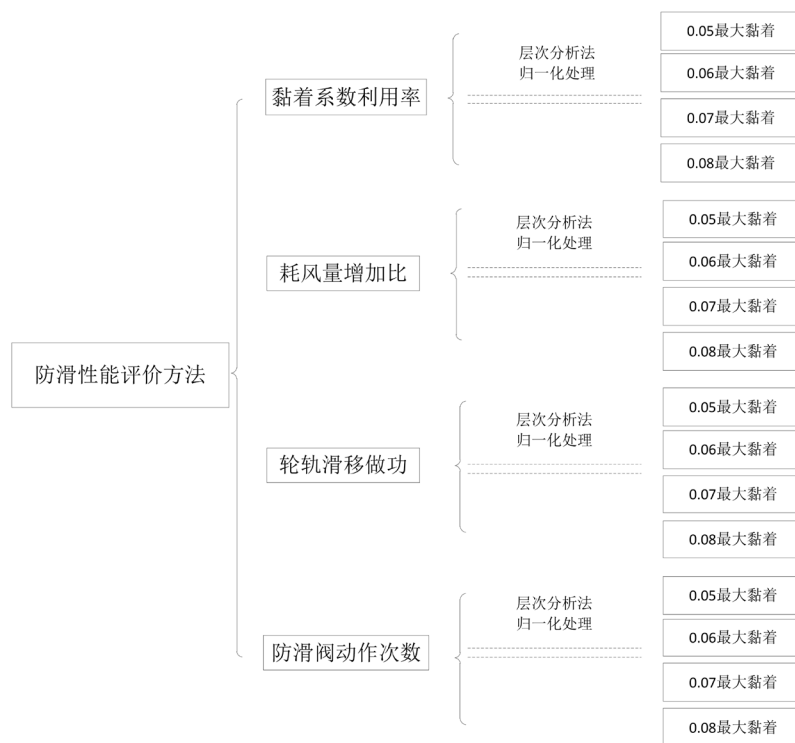 防滑性能评价方法
黏着系数利用率
层次分析法
归一化处理
0.05最大黏着
0.06最大黏着
0.07最大黏着
0.08最大黏着
耗风量增加比
层次分析法
归一化处理
0.05最大黏着
0.06最大黏着
0.07最大黏着
0.08最大黏着
轮轨滑移做功
层次分析法
归一化处理
0.05最大黏着
0.06最大黏着
0.07最大黏着
0.08最大黏着
防滑阀动作次数
层次分析法
归一化处理
0.05最大黏着
0.06最大黏着
0.07最大黏着
0.08最大黏着